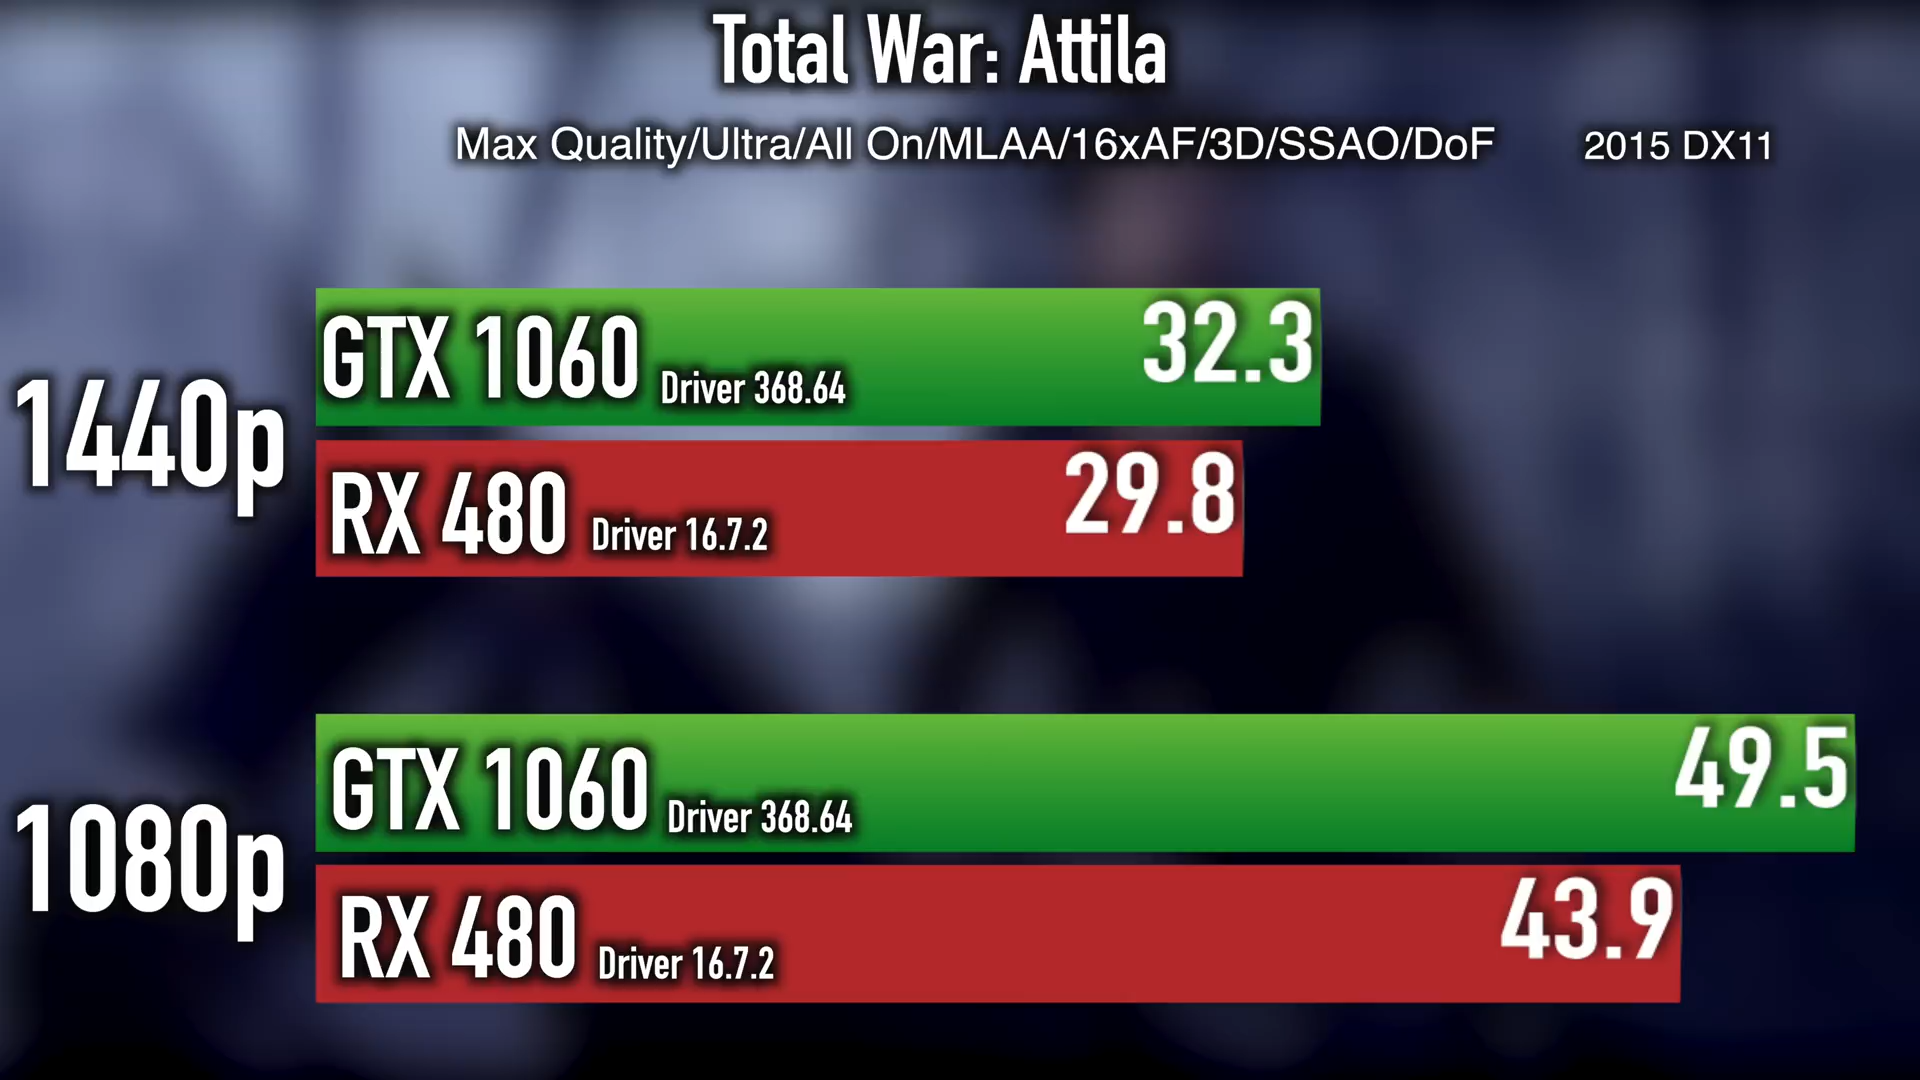 Total War: Attila
Max Quality/Ultra/All On/MLAA/16xAF/3D/SSAO/DoF 2015 DX11
1440p
GTX 1060 Driver 368.64 32.3
RX 480 Driver 16.7.2 29.8
1080p
GTX 1060 Driver 368.64 49.5
RX 480 Driver 16.7.2 43.9